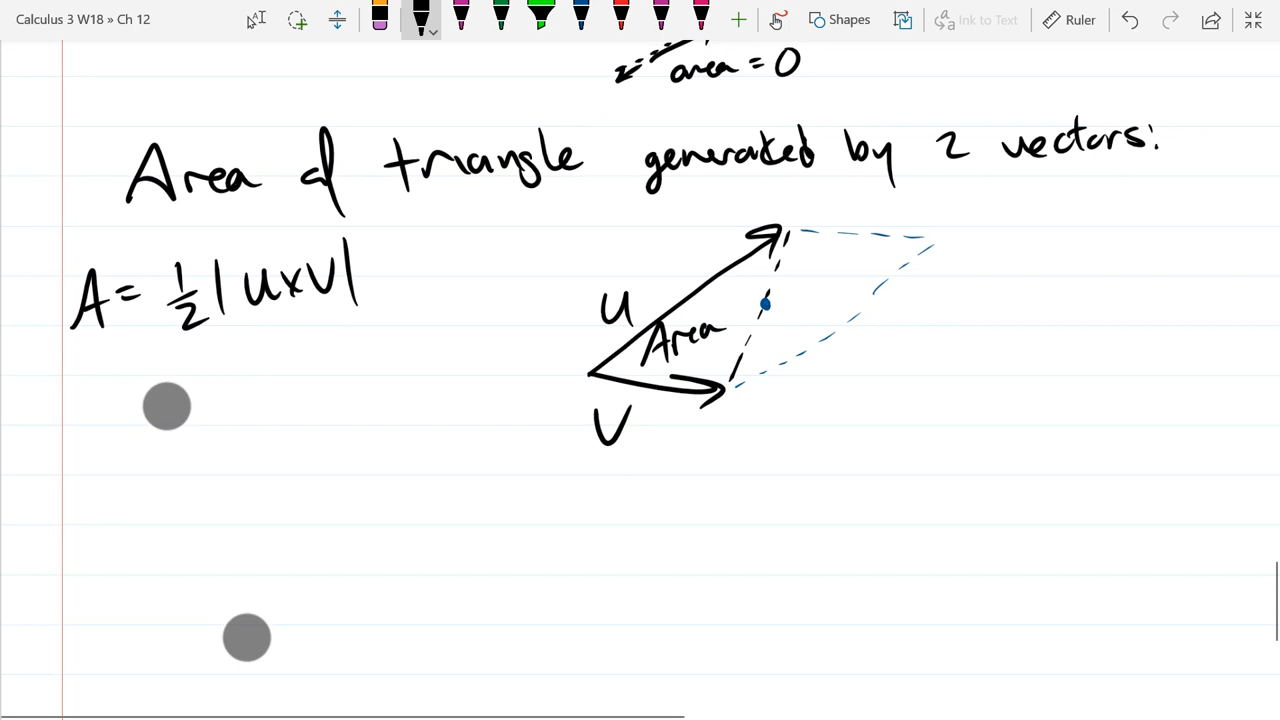 Calculus 3 W18 » Ch 12
Shapes
Ink to Text
Ruler
area = 0
Area of triangle generated by 2 vectors:
A = 1/2 | u x v |
u
Area
v